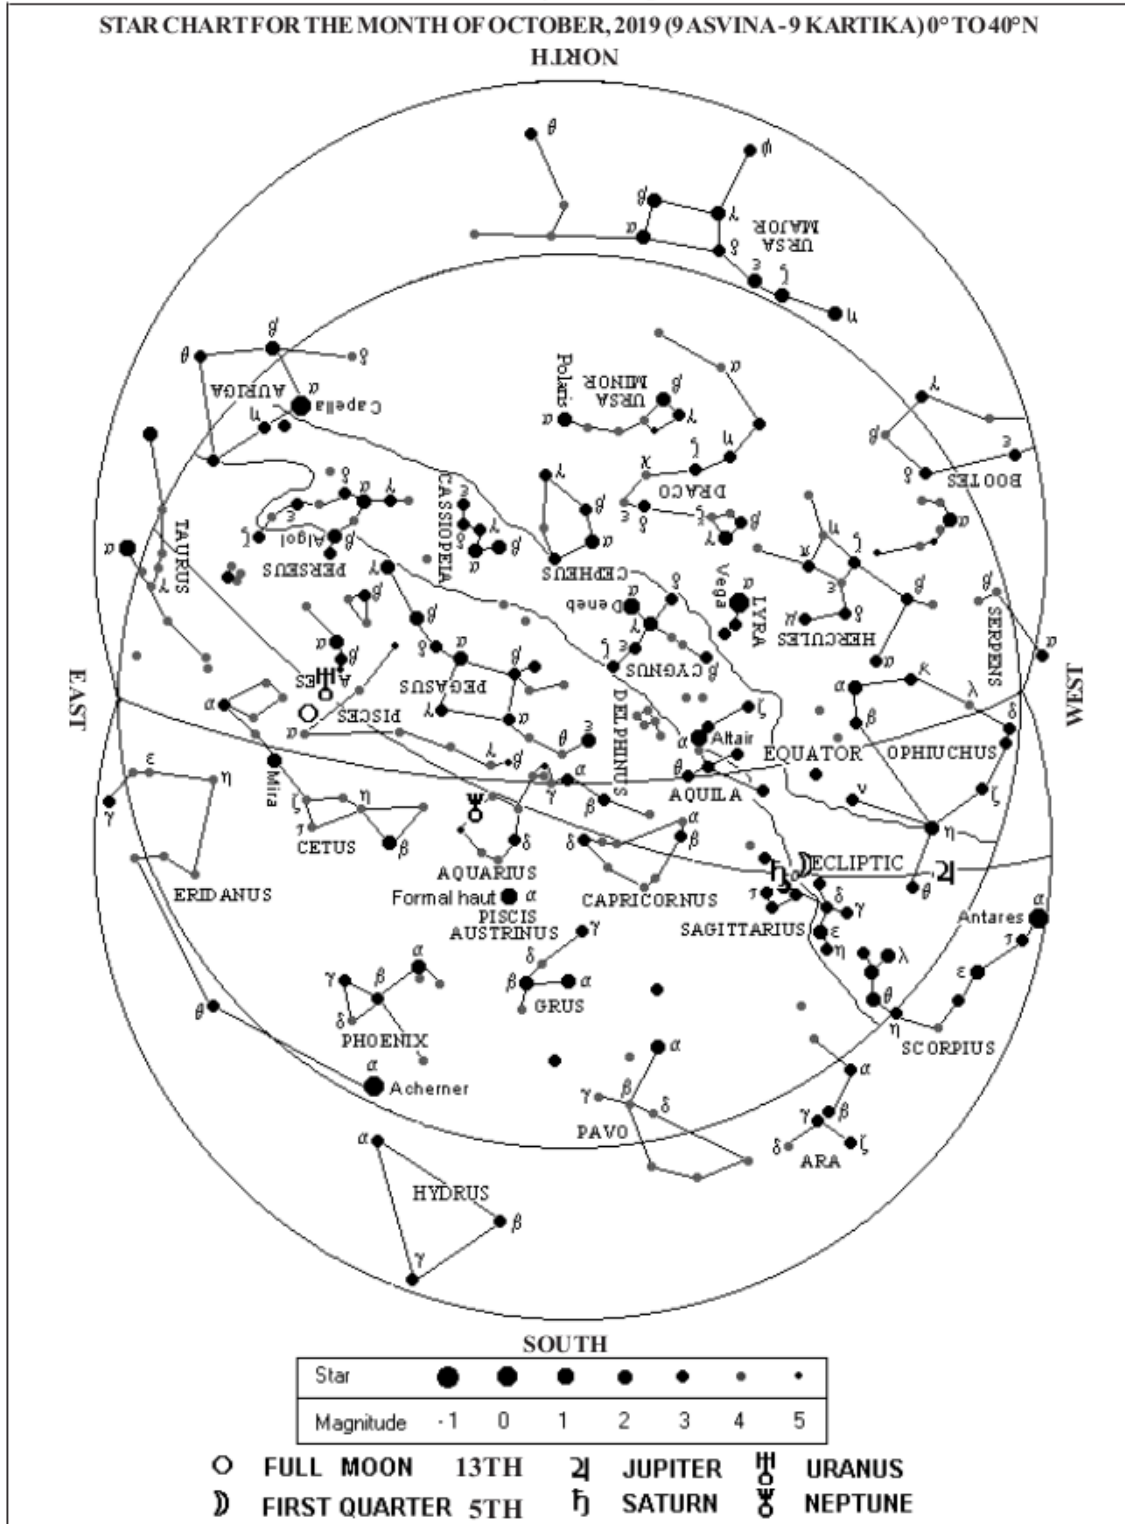 STAR CHART FOR THE MONTH OF OCTOBER, 2019 (9 ASVINA - 9 KARTIKA) 0° TO 40°N
NORTH
θ
φ
β
γ
α
δ
URSA
MAJOR
ε
ζ
η
β
θ
δ
AURIGA
α
Capella
η
Polaris
α
URSA
MINOR
β
γ
α
η
ζ
χ
DRACO
ε
δ
β
γ
γ
β
δ
ε
BOOTES
α
TAURUS
α
γ
δ
α
γ
ε
ζ
Algol
β
PERSEUS
CASSIOPEIA
ε
δ
γ
α
β
γ
β
α
CEPHEUS
η
ζ
π
ε
β
μ
δ
HERCULES
α
β
SERPENS
α
γ
β
δ
α
β
PEGASUS
γ
α
θ
ε
α
Deneb
δ
γ
ε
ζ
β
CYGNUS
α
Vega
LYRA
β
α
β
A
ES
PISCES
α
γ
β
EAST
WEST
α
Mira
DELPHINUS
ζ
α
Altair
θ
AQUILA
α
κ
λ
β
δ
EQUATOR
OPHIUCHUS
ν
ζ
η
θ
ε
η
γ
ERIDANUS
θ
ζ
η
τ
CETUS
β
γ
α
β
δ
AQUARIUS
Formal haut
α
PISCIS
AUSTRINUS
δ
α
β
CAPRICORNUS
ECLIPTIC
τ
δ
γ
SAGITTARIUS
ε
η
Antares
α
τ
ε
λ
θ
η
SCORPIUS
γ
β
α
δ
PHOENIX
γ
δ
β
α
GRUS
α
Acherner
α
γ
β
δ
PAVO
α
β
γ
δ
ζ
ARA
α
HYDRUS
β
γ
SOUTH
Star
Magnitude -1 0 1 2 3 4 5
FULL MOON 13TH JUPITER URANUS
FIRST QUARTER 5TH SATURN NEPTUNE